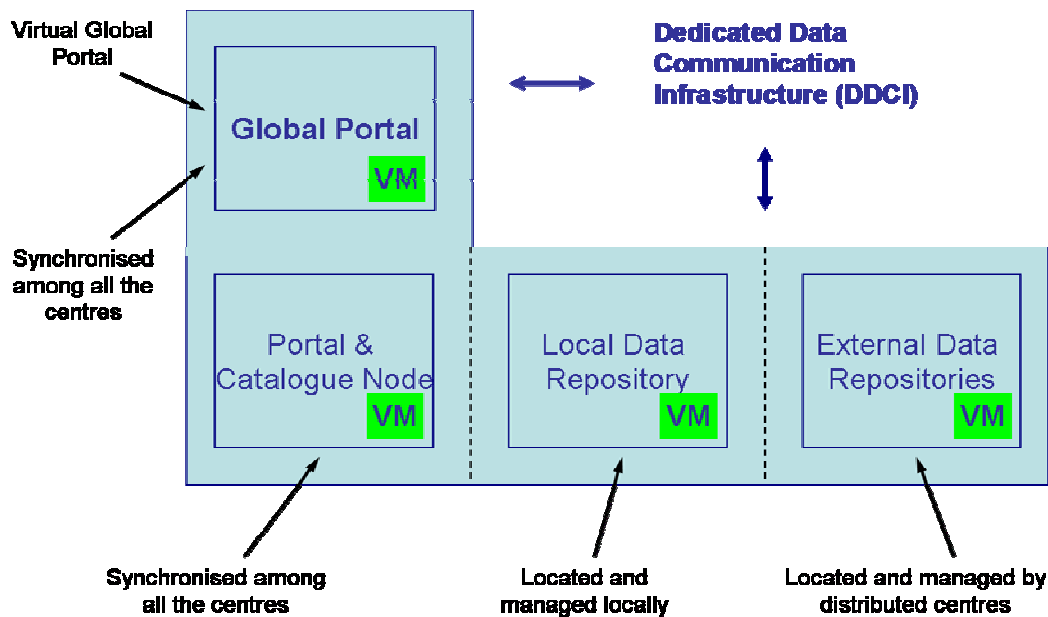 Virtual Global
Portal
Global Portal
VM
Dedicated Data
Communication
Infrastructure (DDCI)
Synchronised
among all the
centres
Portal &
Catalogue Node
VM
Local Data
Repository
VM
External Data
Repositories
VM
Synchronised among
all the centres
Located and
managed locally
Located and managed by
distributed centres